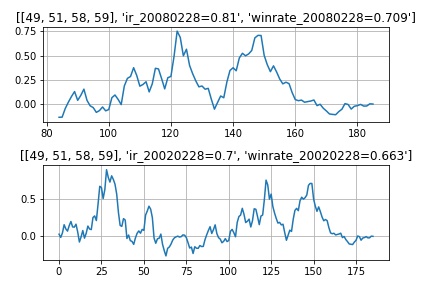 [[49, 51, 58, 59], 'ir_20080228=0.81', 'winrate_20080228=0.709']
0.75
0.50
0.25
0.00
80 100 120 140 160 180
[[49, 51, 58, 59], 'ir_20020228=0.7', 'winrate_20020228=0.663']
0.5
0.0
0 25 50 75 100 125 150 175